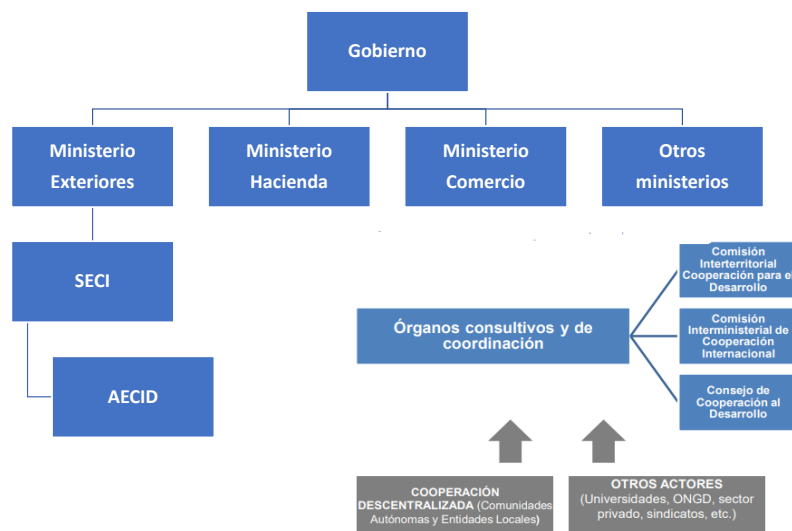 Gobierno
Ministerio
Exteriores
Ministerio
Hacienda
Ministerio
Comercio
Otros
ministerios
SECI
AECID
Órganos consultivos y de
coordinación
Comisión
Interterritorial
Cooperación para el
Desarrollo
Comisión
Interministerial de
Cooperación
Internacional
Consejo de
Cooperación al
Desarrollo
COOPERACIÓN
DESCENTRALIZADA (Comunidades
Autónomas y Entidades Locales)
OTROS ACTORES
(Universidades, ONGD, sector
privado, sindicatos, etc.)